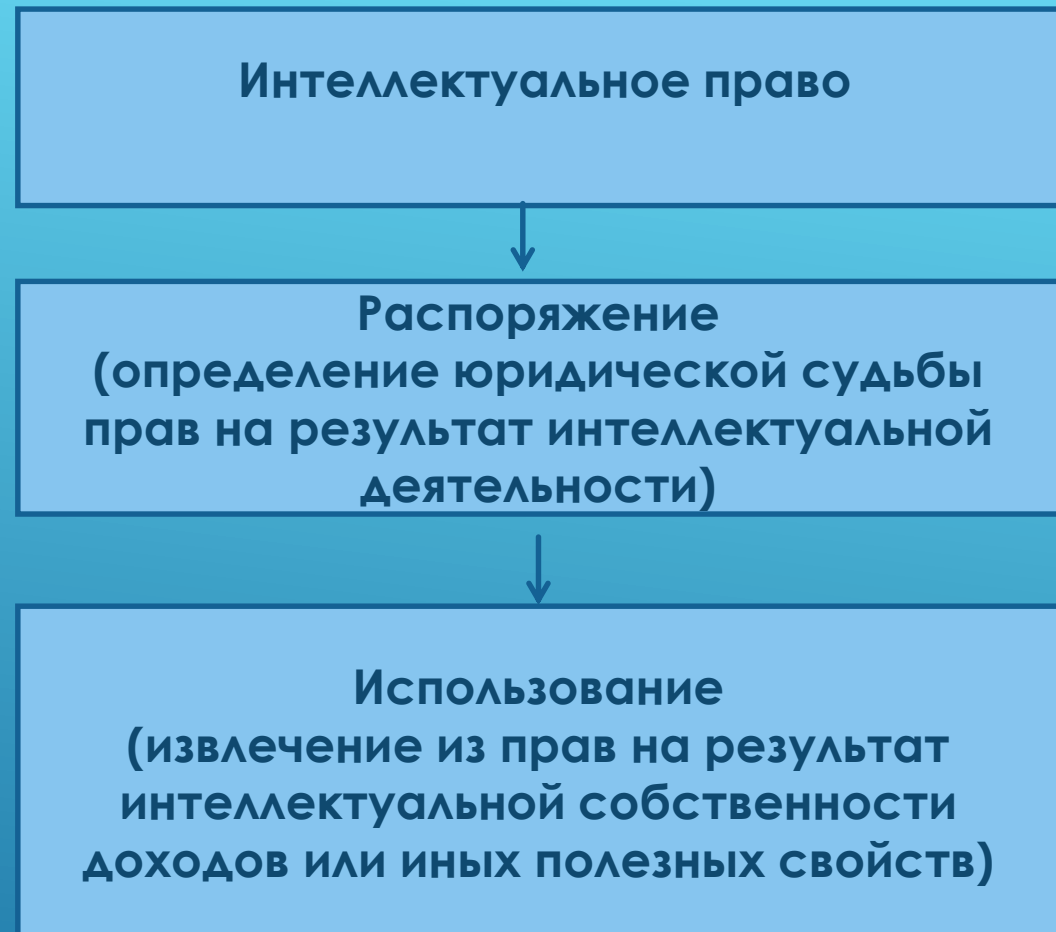 Интеллектуальное право
Распоряжение
(определение юридической судьбы
прав на результат интеллектуальной
деятельности)
Использование
(извлечение из прав на результат
интеллектуальной собственности
доходов или иных полезных свойств)